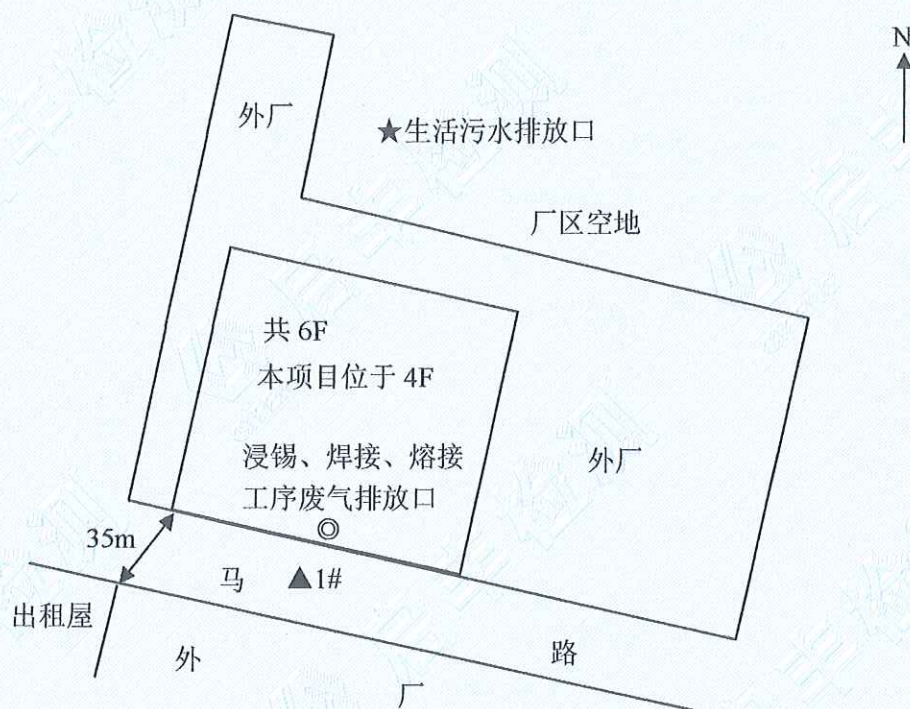 N
外厂
★生活污水排放口
厂区空地
共 6F
本项目位于 4F
浸锡、焊接、熔接
工序废气排放口
外厂
35m
马
▲1#
路
出租屋
外
厂